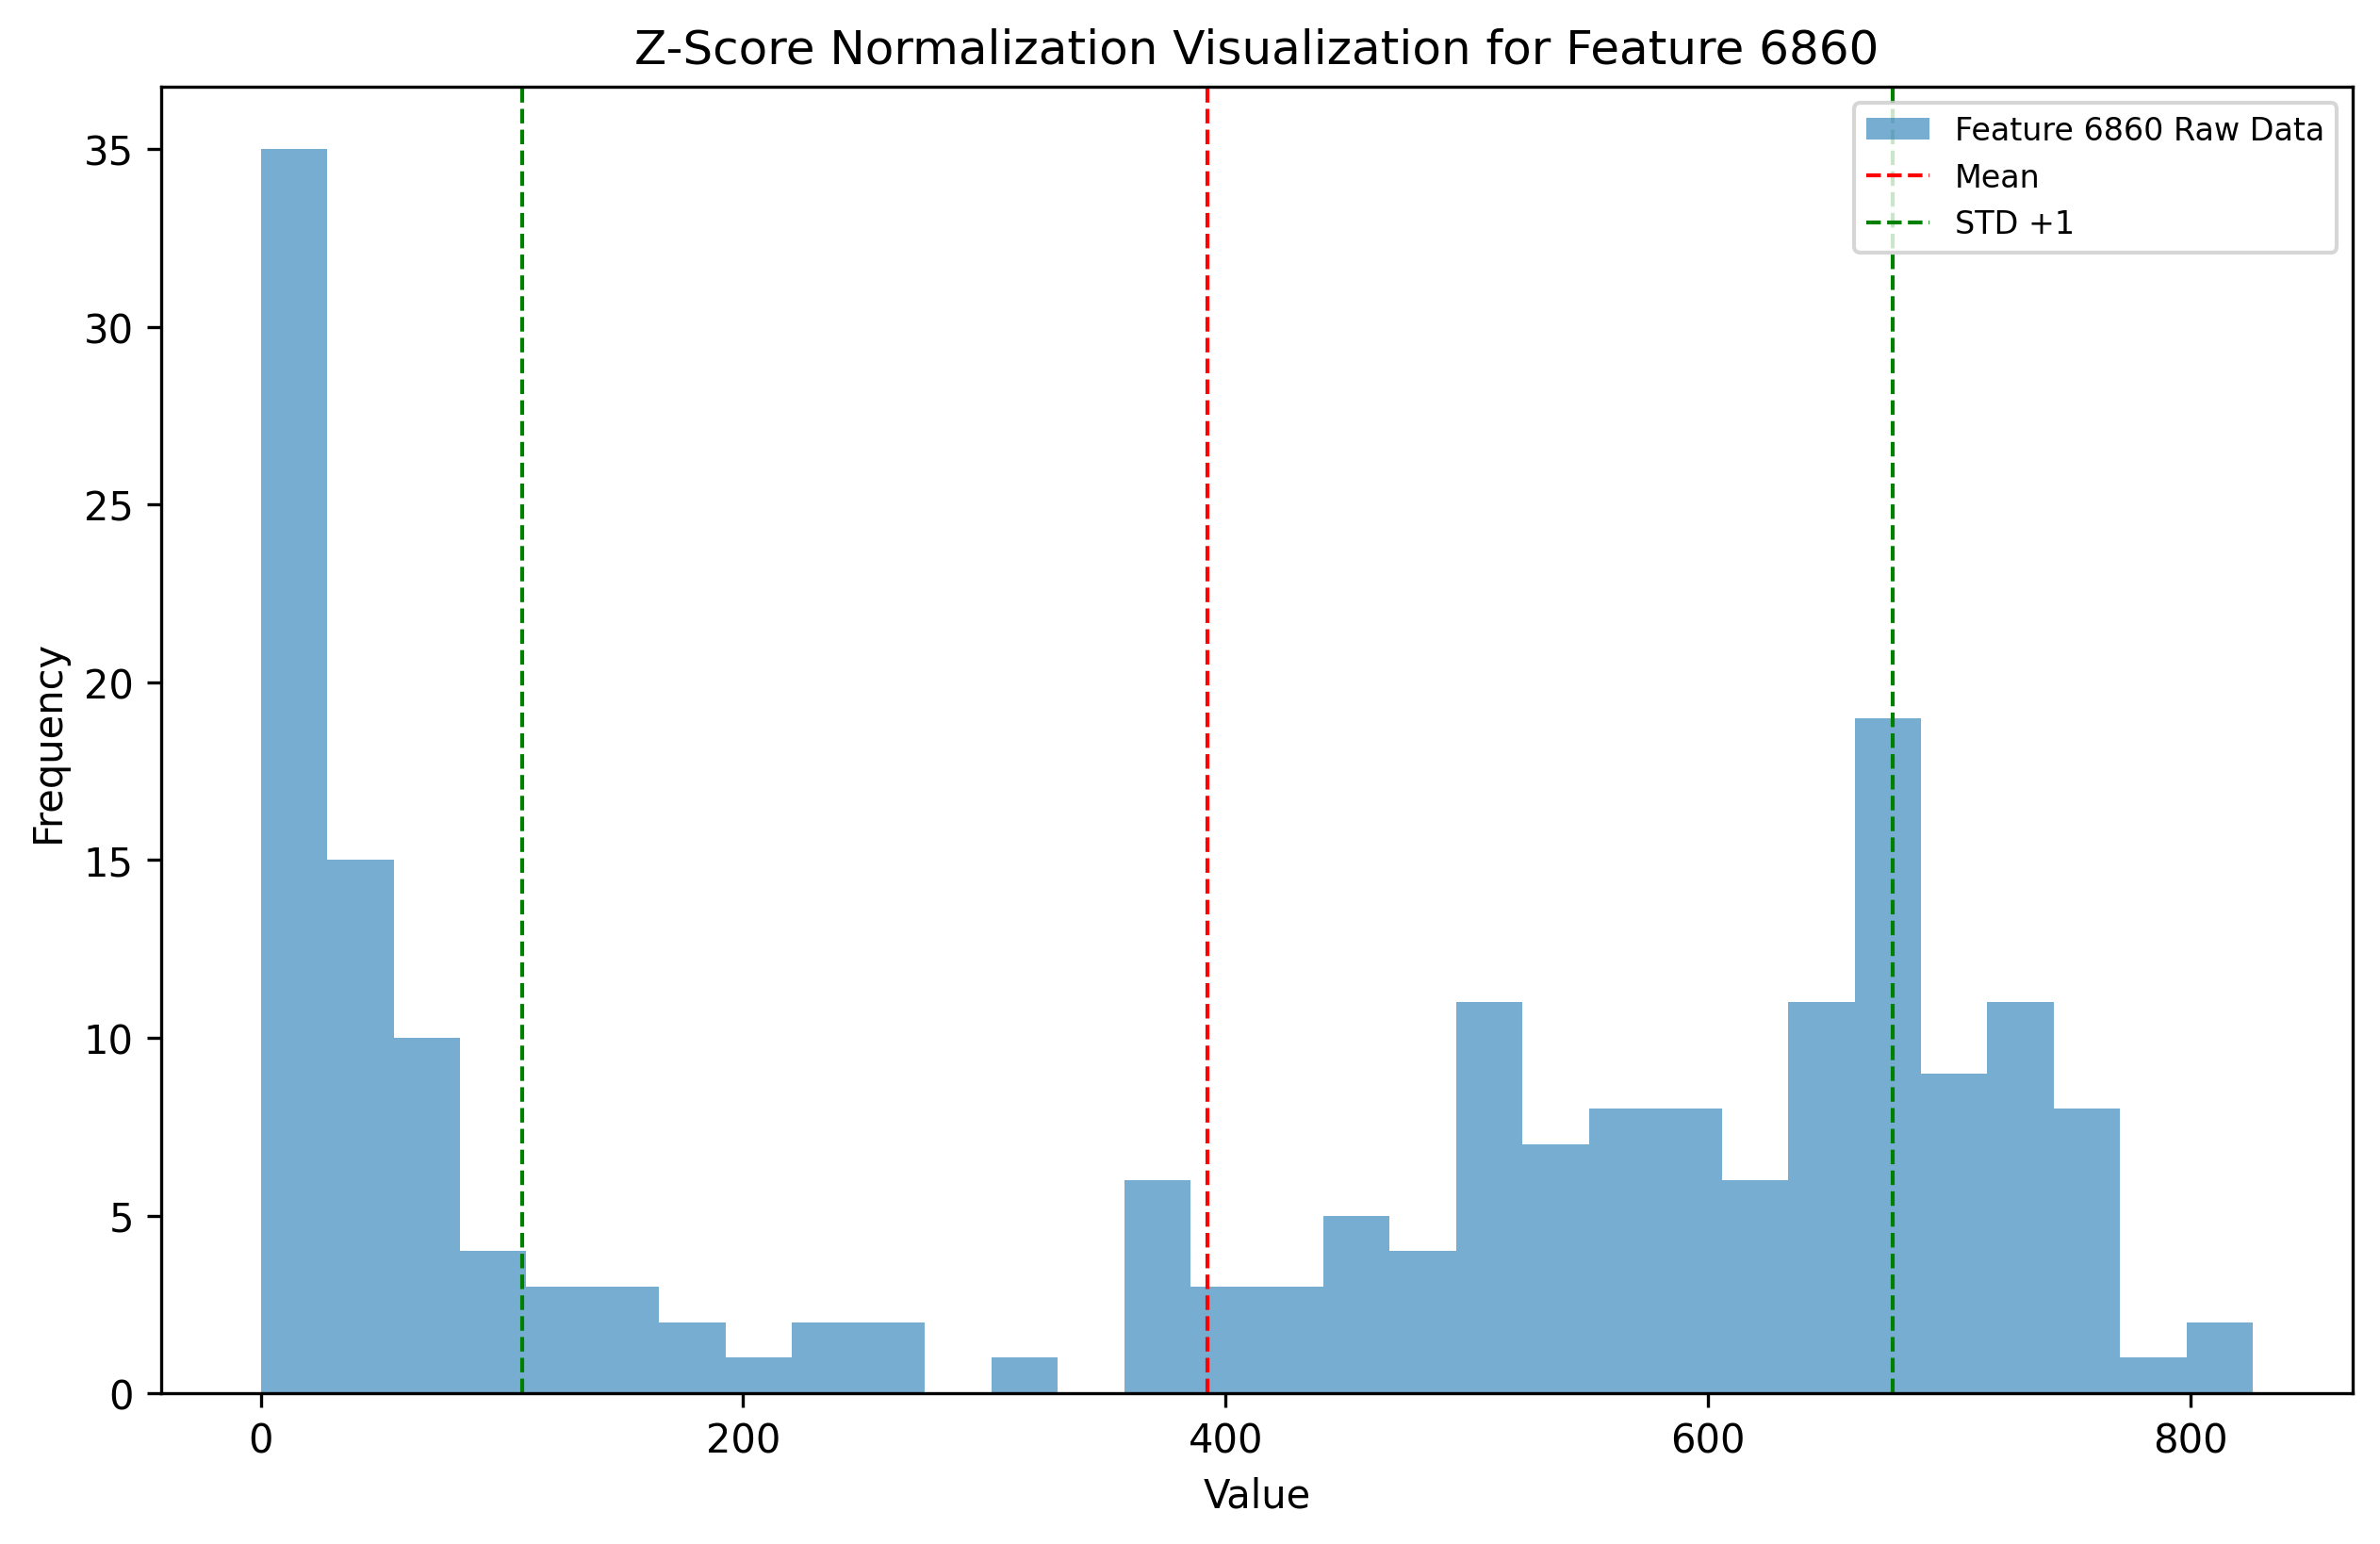 Z-Score Normalization Visualization for Feature 6860
Feature 6860 Raw Data
Mean
STD +1
35
30
25
20
15
10
5
0
Frequency
0 200 400 600 800
Value